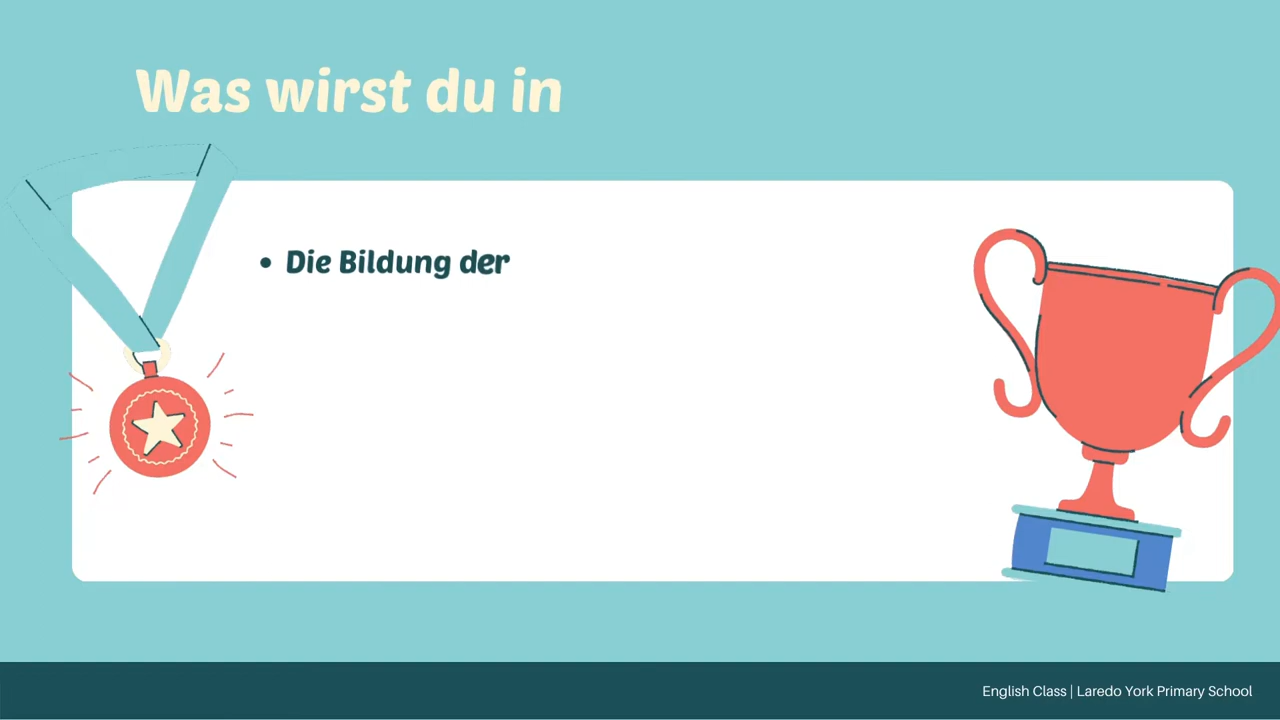 Was wirst du in
• Die Bildung der
English Class | Laredo York Primary School